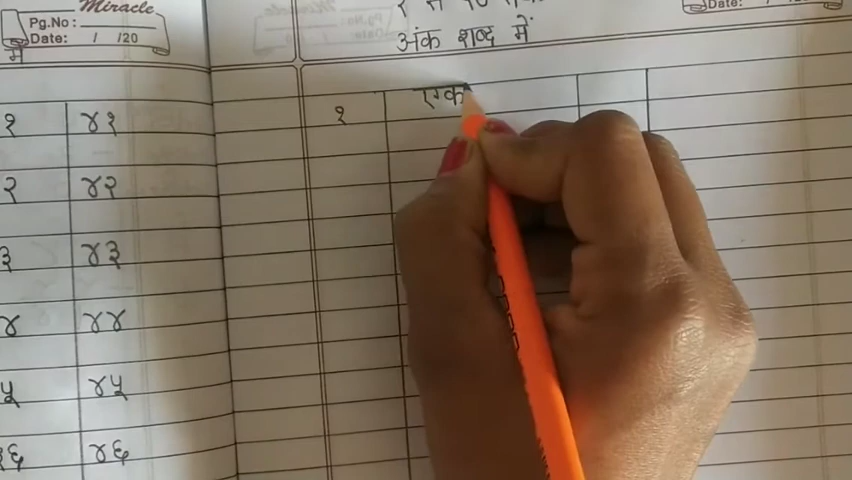 Miracle
Pg.No:
Date: / /20
में
१ ४१
२ ४२
३ ४३
४ ४४
५ ४५
६ ४६
Date: / /20
अंक शब्द में
१ एक